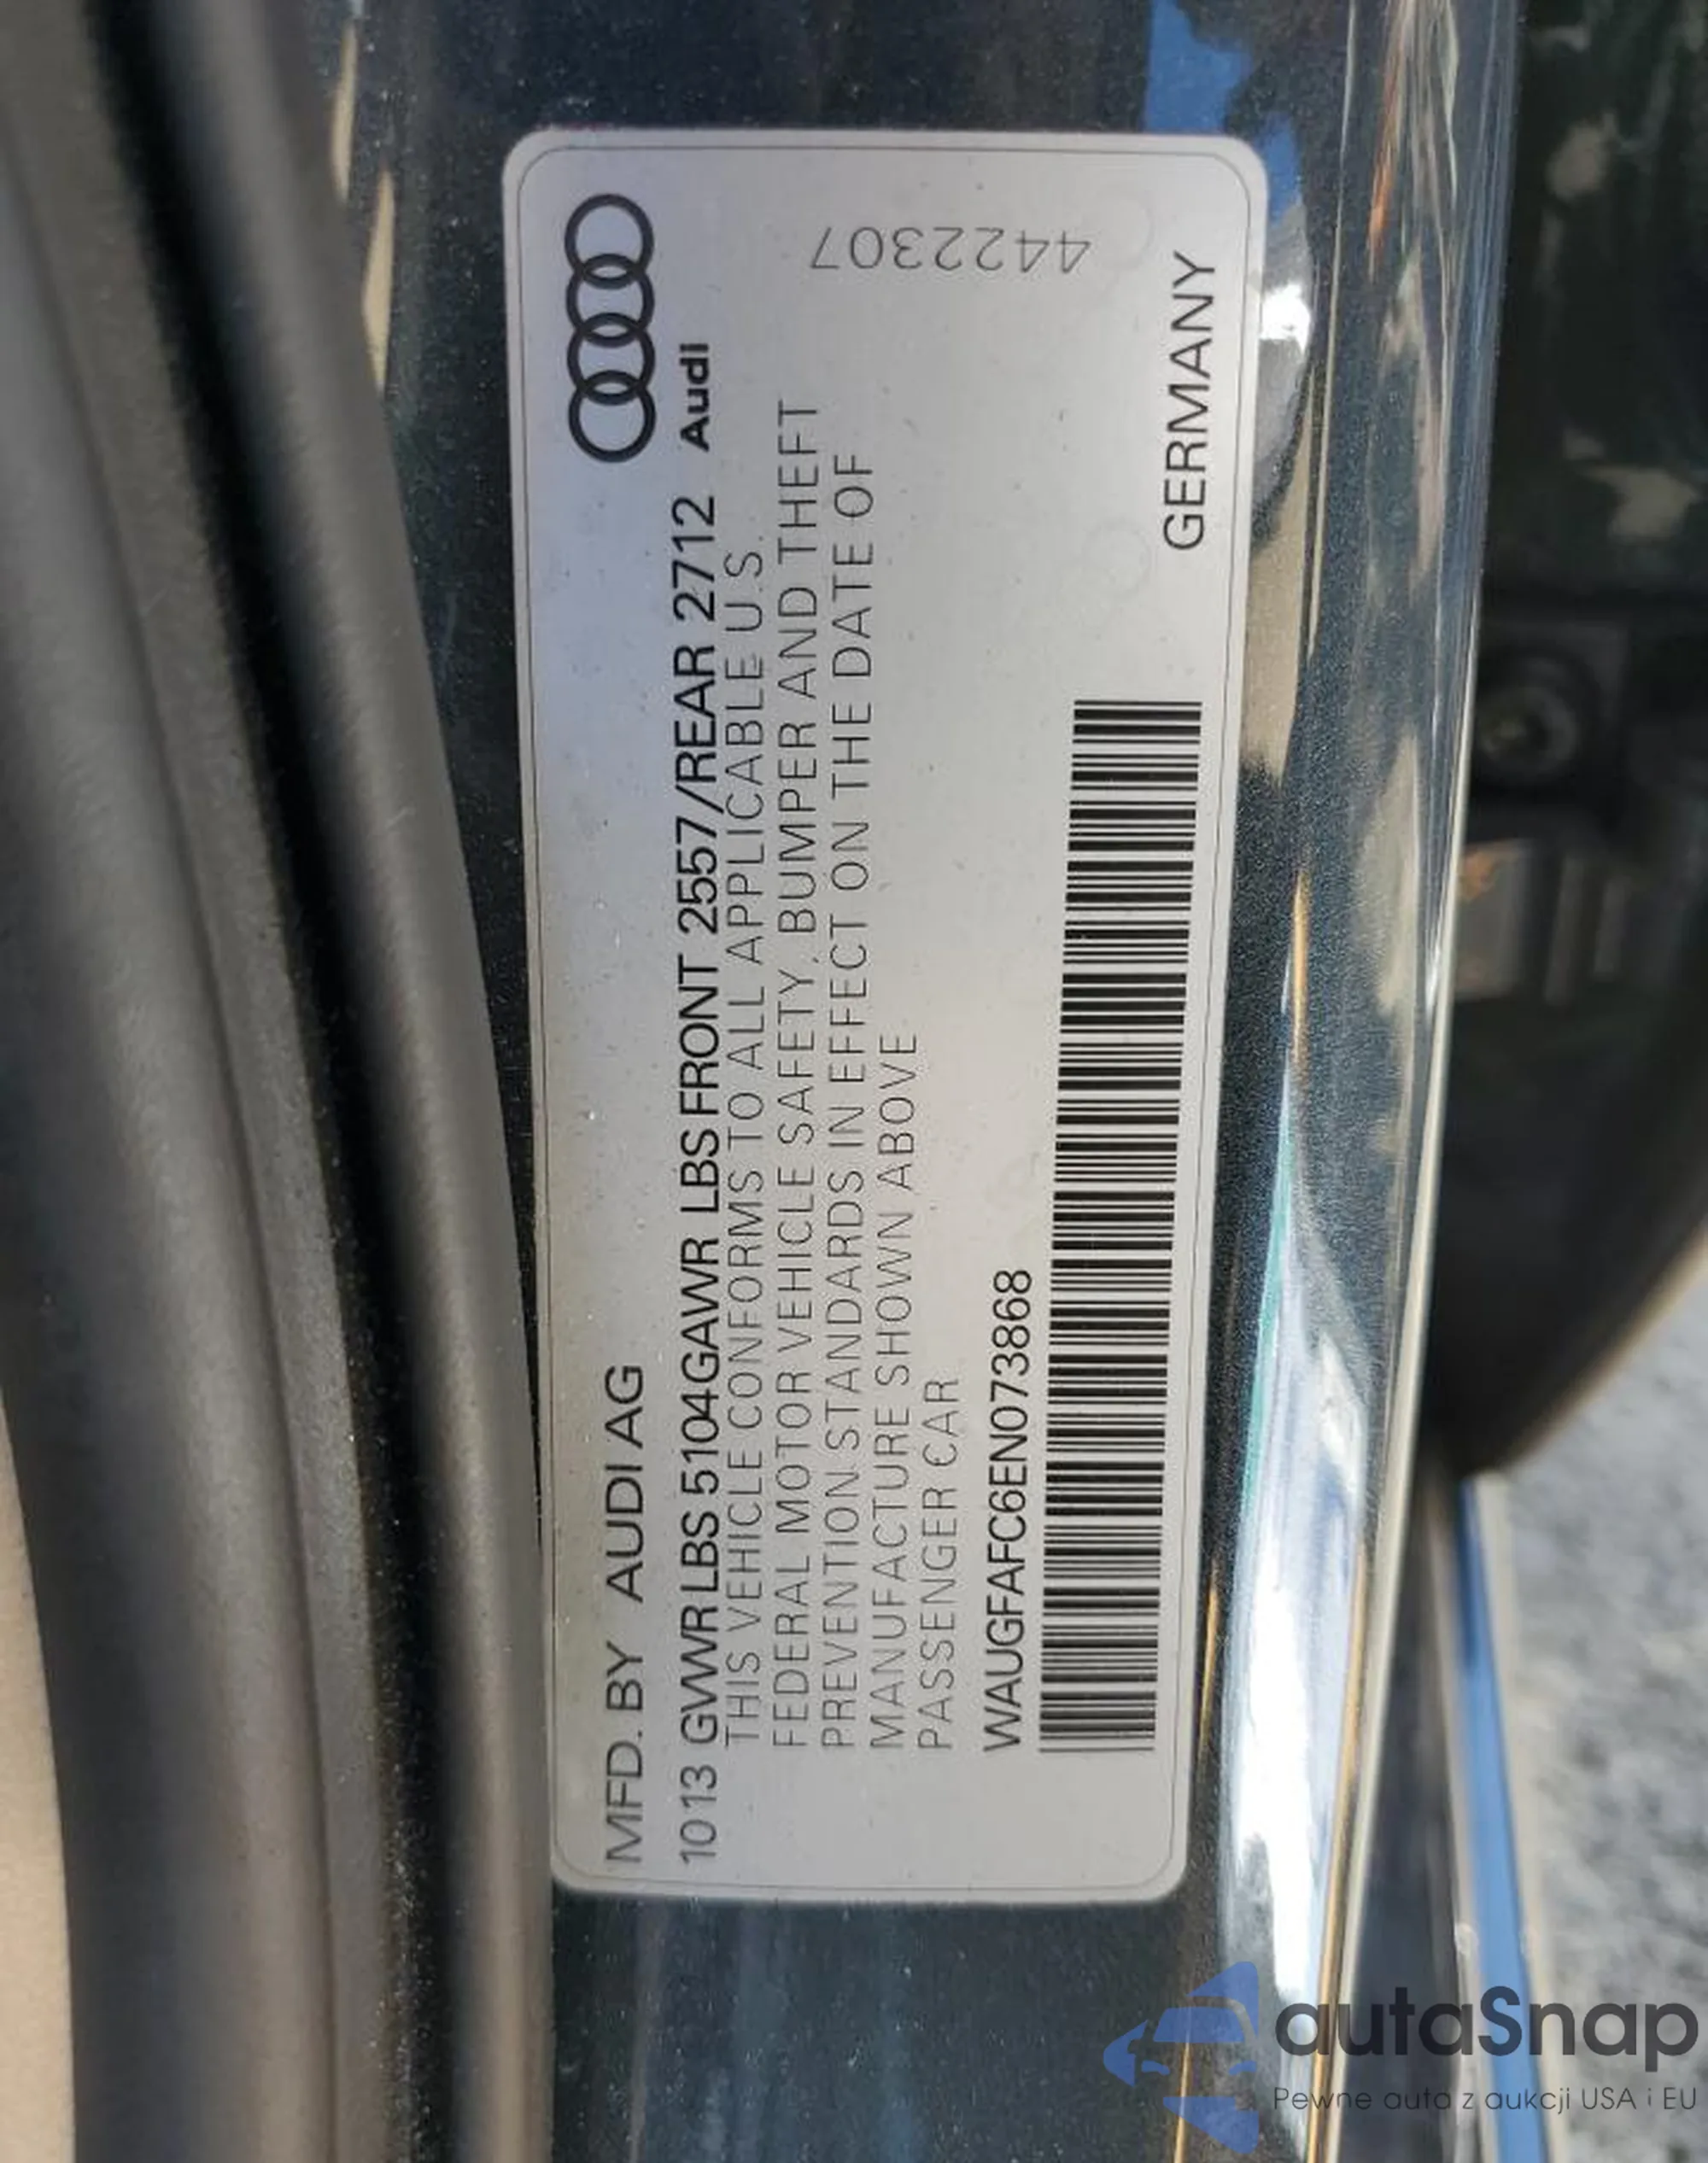 MFD. BY AUDI AG
1013 GVWR LBS 5104GAWR LBS FRONT 2557/REAR 2712 Audi
THIS VEHICLE CONFORMS TO ALL APPLICABLE U.S.
FEDERAL MOTOR VEHICLE SAFETY, BUMPER AND THEFT
PREVENTION STANDARDS IN EFFECT ON THE DATE OF
MANUFACTURE SHOWN ABOVE.
PASSENGER CAR
4422307
WAUGFAFC6EN073868
GERMANY
autaSnap
Pewne auta z aukcji USA i EU